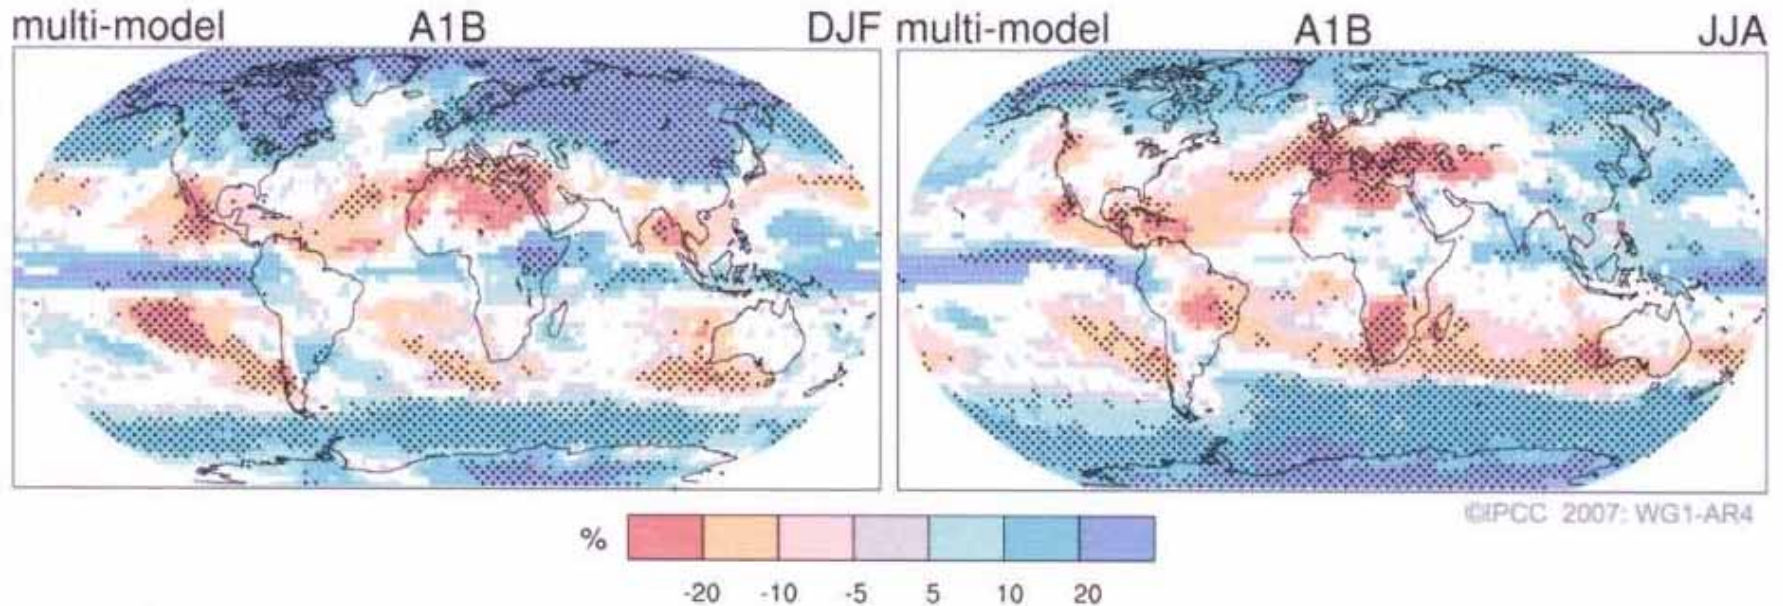 multi-model A1B DJF
multi-model A1B JJA
©IPCC 2007: WG1-AR4
%
-20 -10 -5 5 10 20